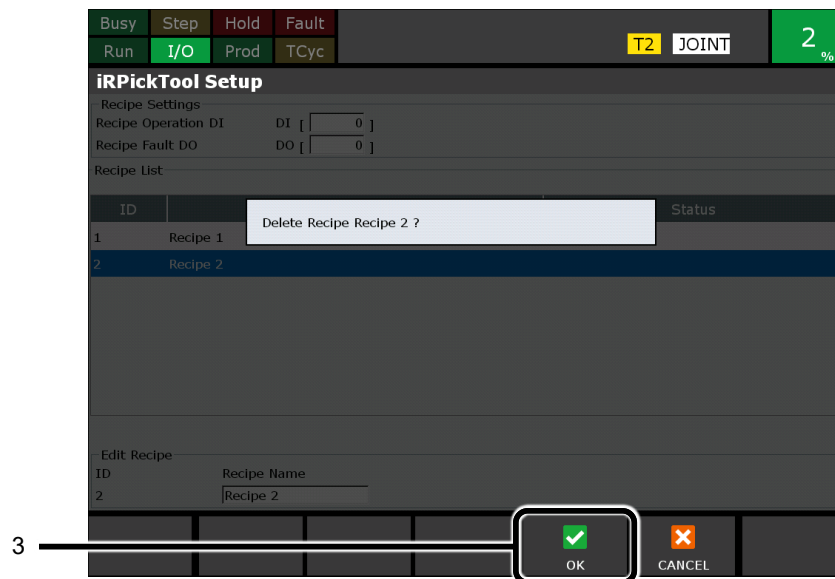 Busy Step Hold Fault
Run I/O Prod TCyc
T2 JOINT 2 %
iRPickTool Setup
Recipe Settings
Recipe Operation DI DI [ 0 ]
Recipe Fault DO DO [ 0 ]
Recipe List
ID Status
Delete Recipe Recipe 2 ?
1 Recipe 1
2 Recipe 2
Edit Recipe
ID Recipe Name
2 Recipe 2
3
OK CANCEL